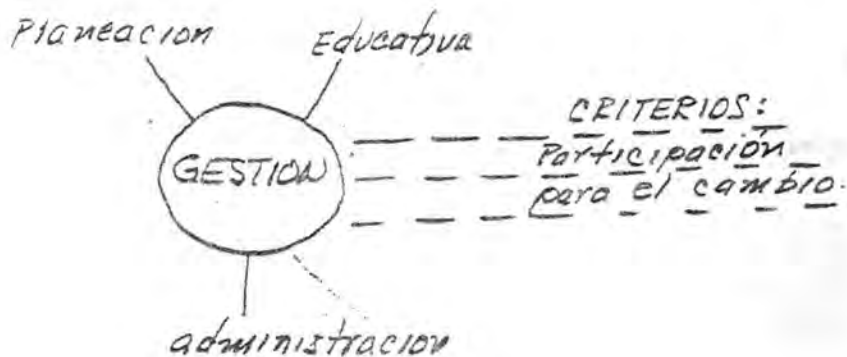 Planeacion
Educativa
GESTION
CRITERIOS:
Participación
para el cambio.
administracion